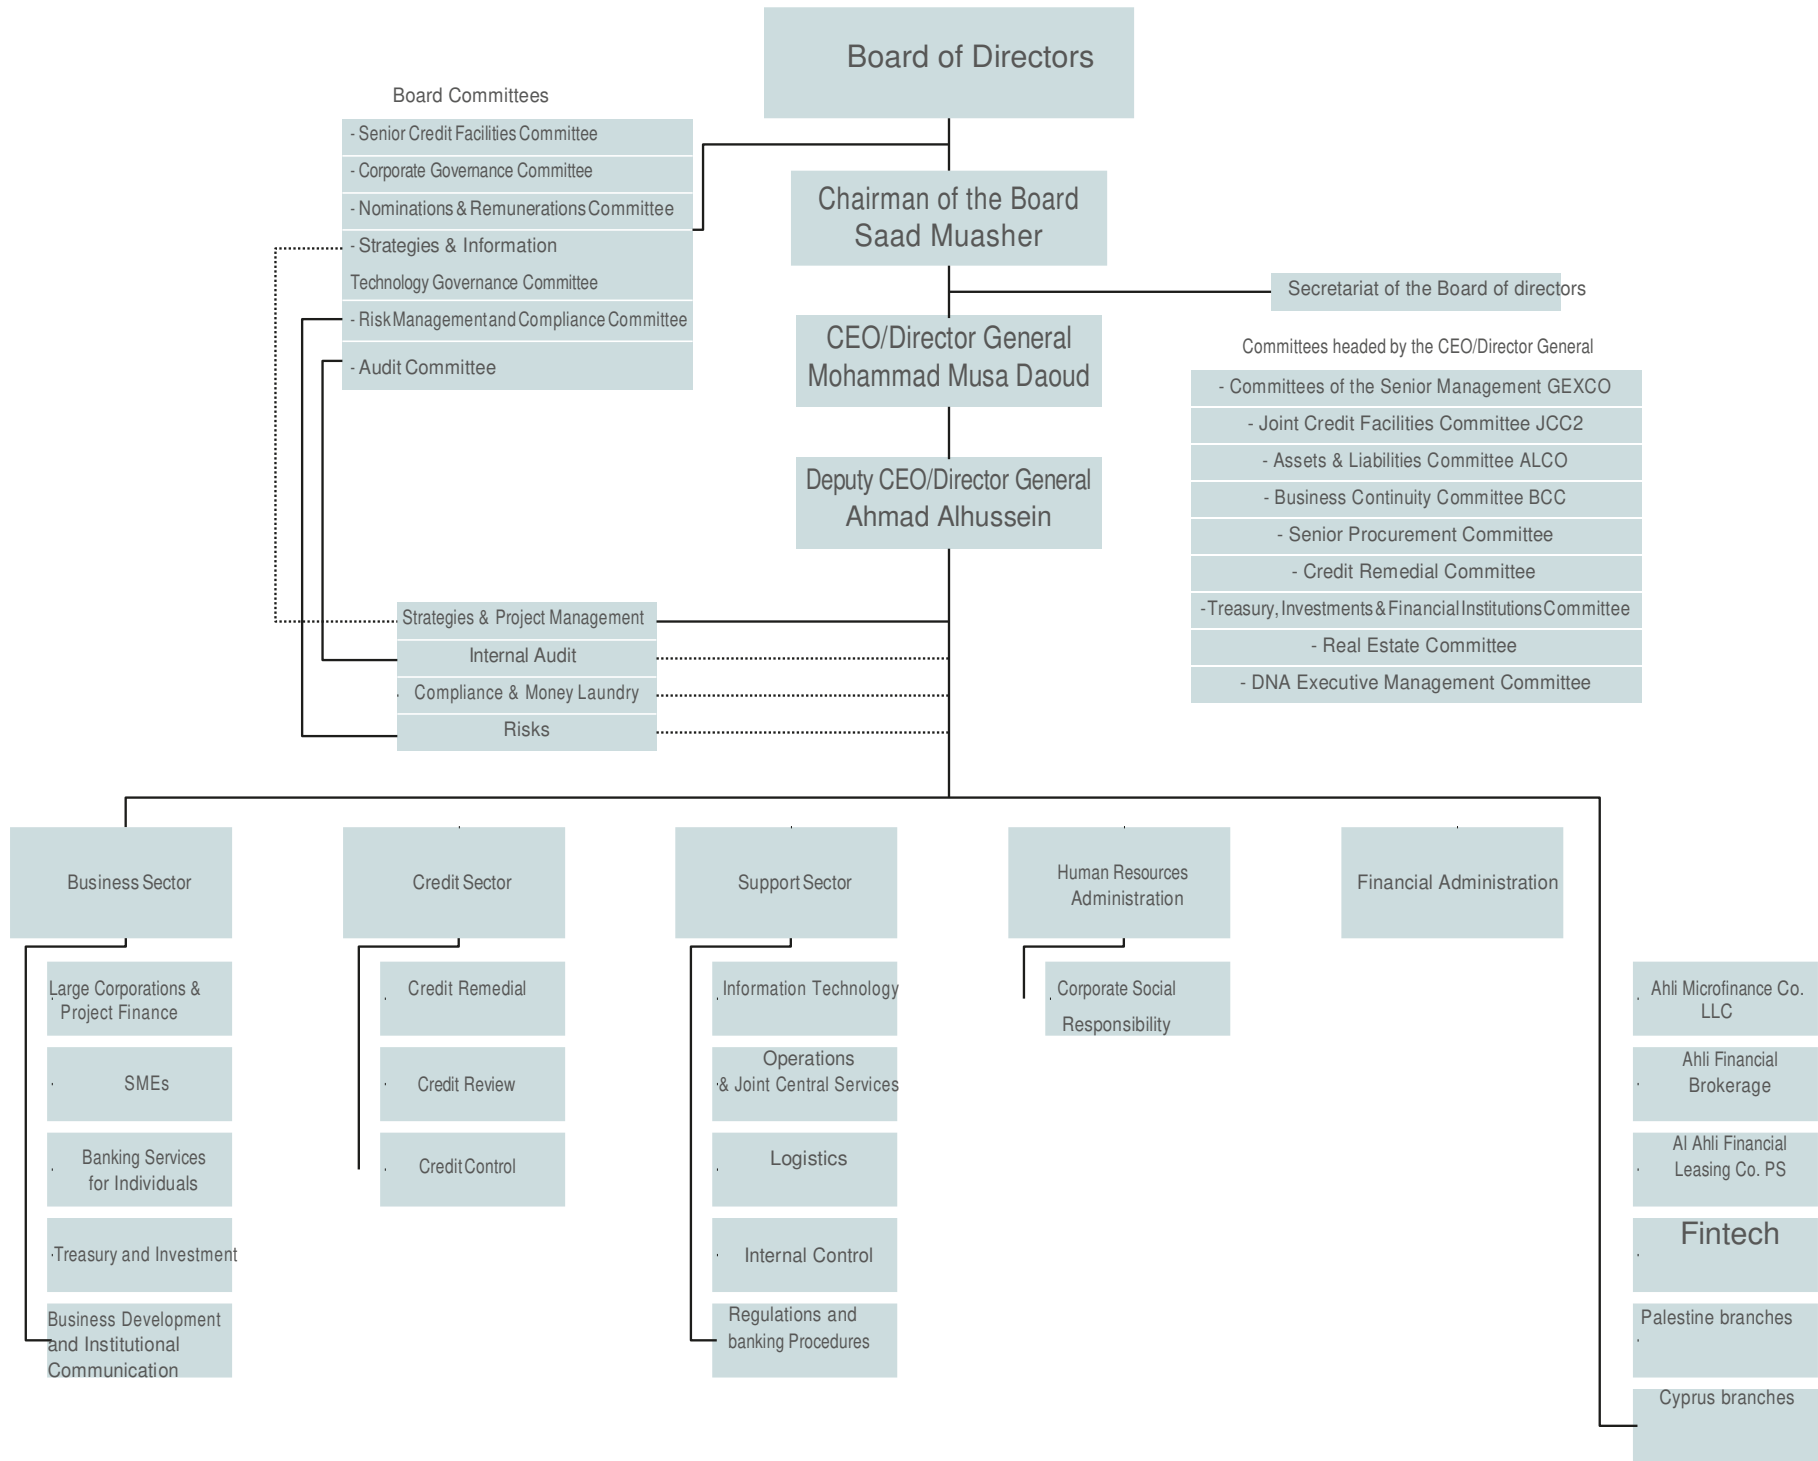 Board of Directors
Board Committees
- Senior Credit Facilities Committee
- Corporate Governance Committee
- Nominations & Remunerations Committee
- Strategies & Information
Technology Governance Committee
- Risk Management and Compliance Committee
- Audit Committee
Chairman of the Board
Saad Muasher
Secretariat of the Board of directors
CEO/Director General
Mohammad Musa Daoud
Committees headed by the CEO/Director General
- Committees of the Senior Management GEXCO
- Joint Credit Facilities Committee JCC2
- Assets & Liabilities Committee ALCO
- Business Continuity Committee BCC
- Senior Procurement Committee
- Credit Remedial Committee
- Treasury, Investments & Financial Institutions Committee
- Real Estate Committee
- DNA Executive Management Committee
Deputy CEO/Director General
Ahmad Alhussein
Strategies & Project Management
Internal Audit
Compliance & Money Laundry
Risks
Business Sector
Large Corporations &
Project Finance
SMEs
Banking Services
for Individuals
Treasury and Investment
Business Development
and Institutional
Communication
Credit Sector
Credit Remedial
Credit Review
Credit Control
Support Sector
Information Technology
Operations
& Joint Central Services
Logistics
Internal Control
Regulations and
banking Procedures
Human Resources
Administration
Corporate Social
Responsibility
Financial Administration
Ahli Microfinance Co.
LLC
Ahli Financial
Brokerage
Al Ahli Financial
Leasing Co. PS
Fintech
Palestine branches
Cyprus branches